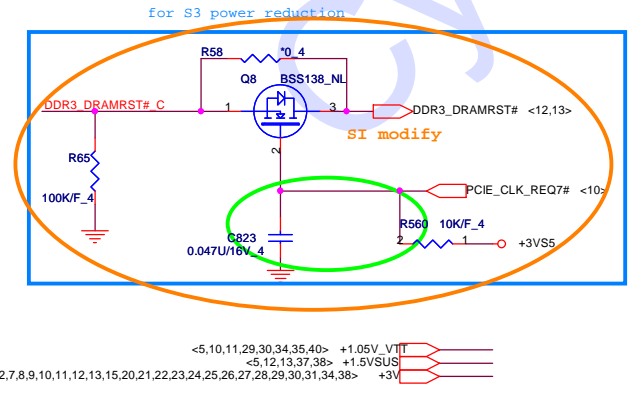 for S3 power reduction
R58 *0_4
Q8 BSS138_NL
DDR3_DRAMRST#_C 1 3 DDR3_DRAMRST# <12,13>
SI modify
2
R65
PCIE_CLK_REQ7# <10>
100K/F_4
R560 10K/F_4
C823
0.047U/16V_4
2 1 +3VS5
<5,10,11,29,30,34,35,40> +1.05V_VTT
<5,12,13,37,38> +1.5VSUS
2,7,8,9,10,11,12,13,15,20,21,22,23,24,25,26,27,28,29,30,31,34,38> +3V